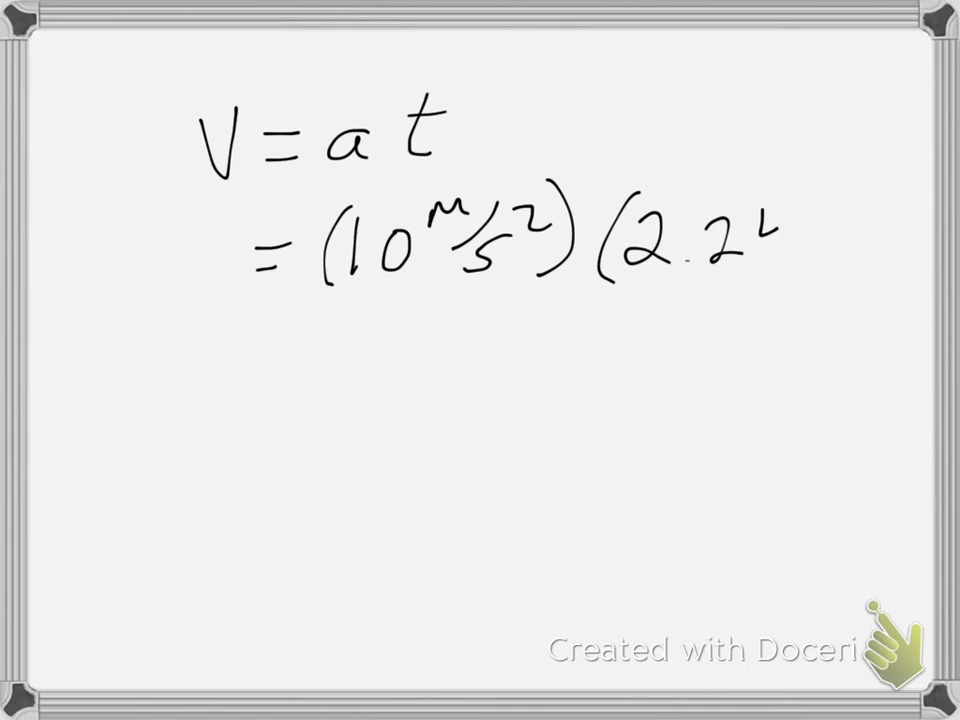 V = a t
= (10 m/s²) (2.2
Created with Doceri